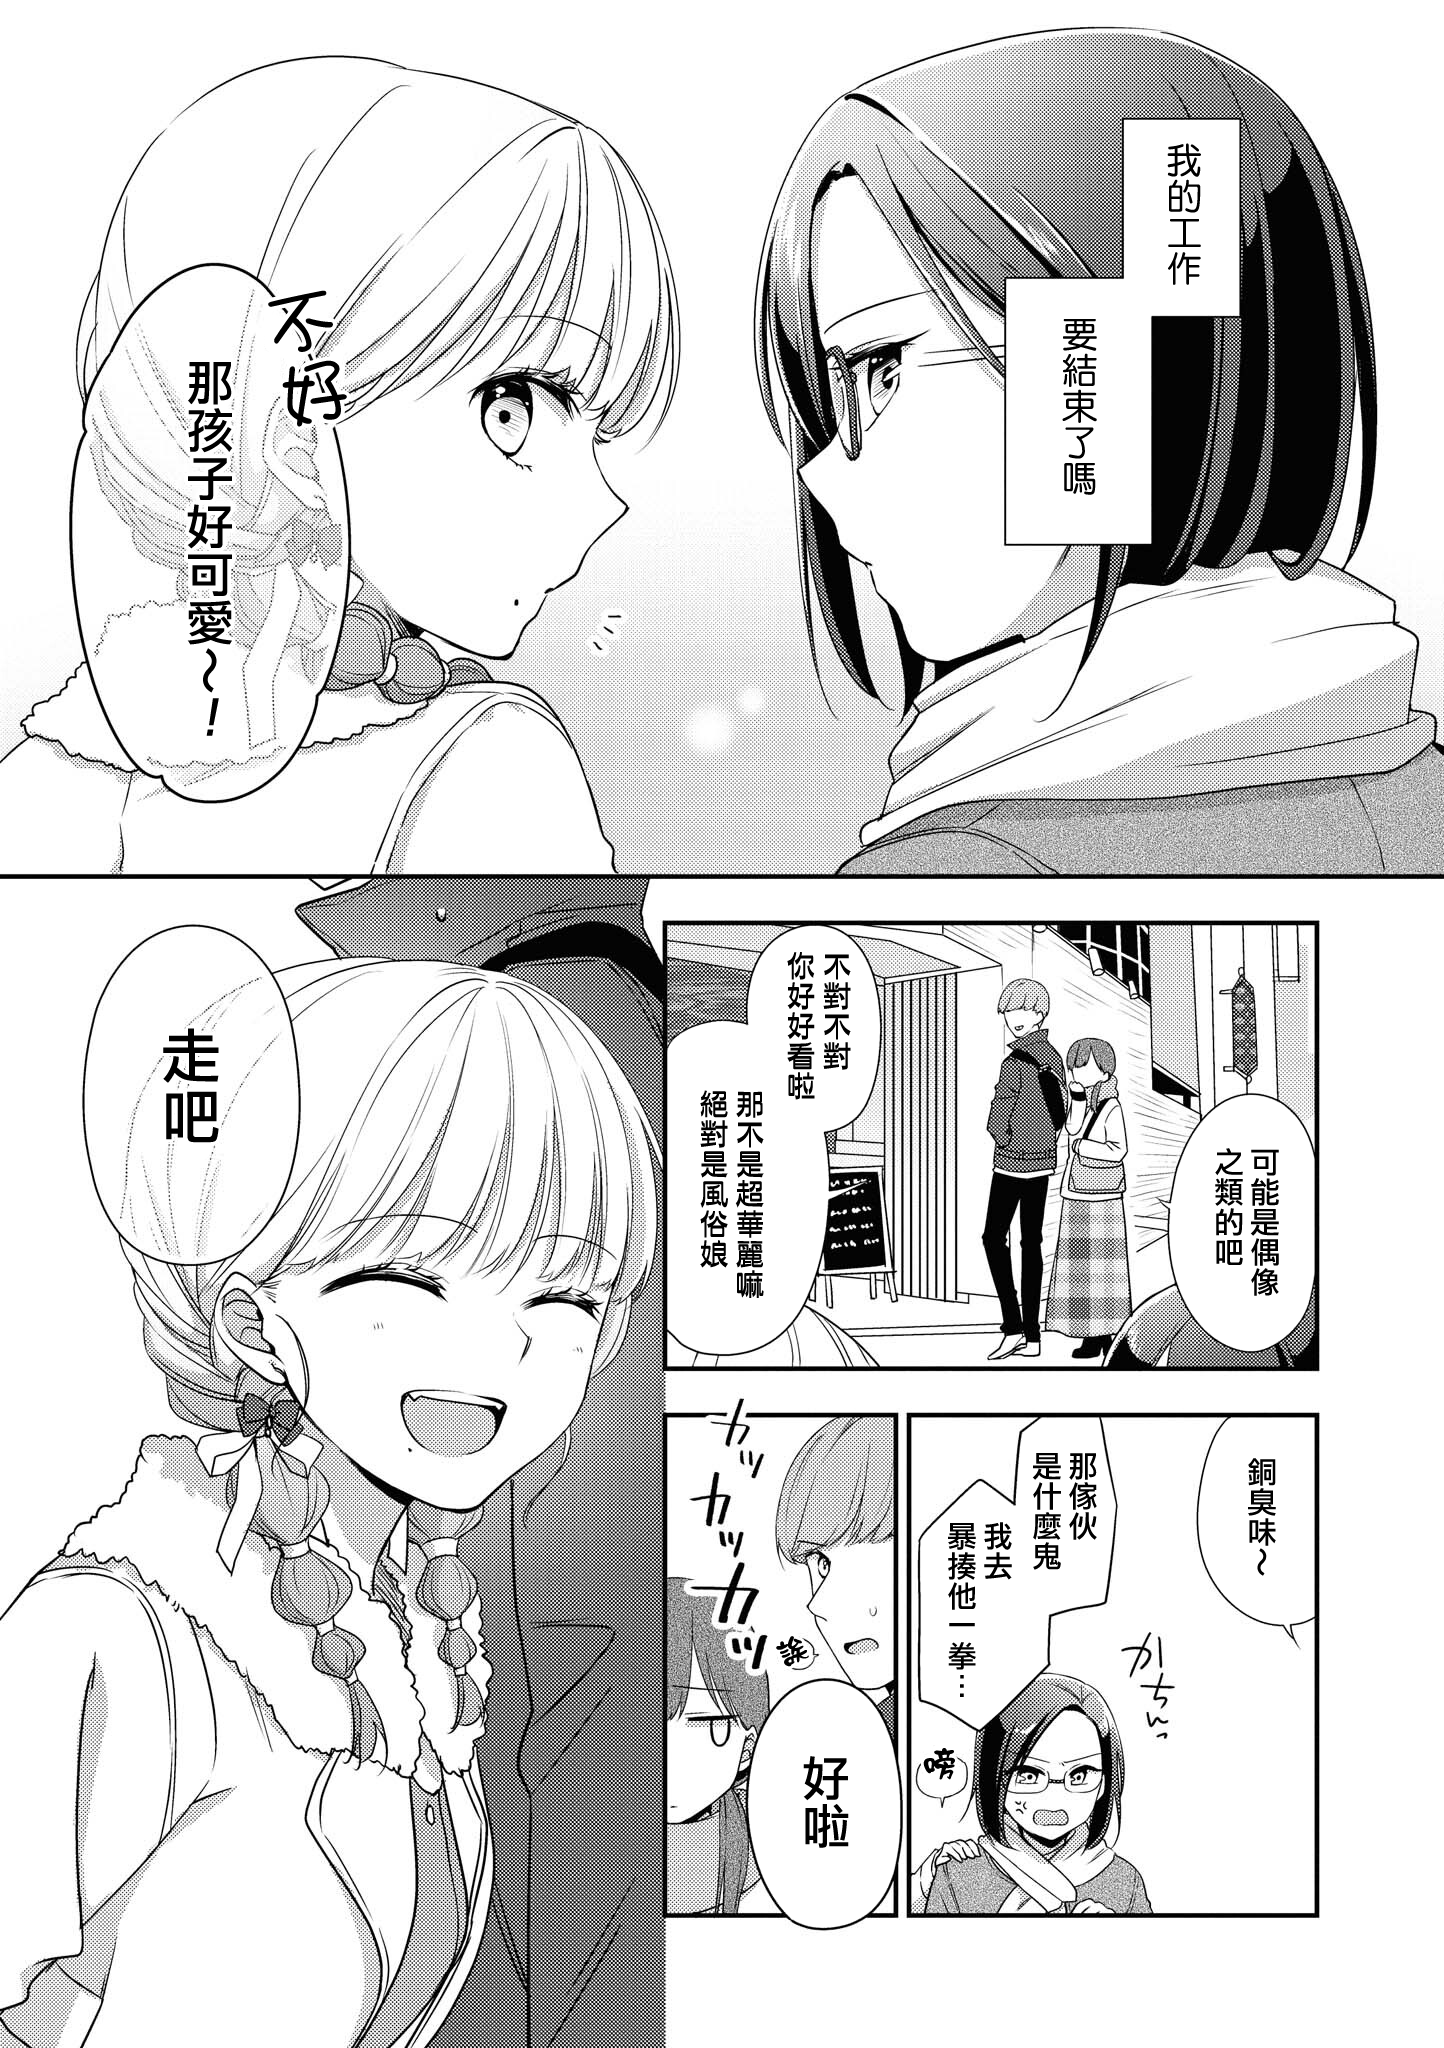 我的工作
要結束了嗎
不好
那孩子好可愛～！
可能是偶像
之類的吧
不對不對
你好好看啦
那不是超華麗嘛
絕對是風俗娘
銅臭味～
那傢伙
是什麼鬼
我去
暴揍他一拳…
かちんっ
嗙
カッカッカッカッ
誒
好啦
走吧